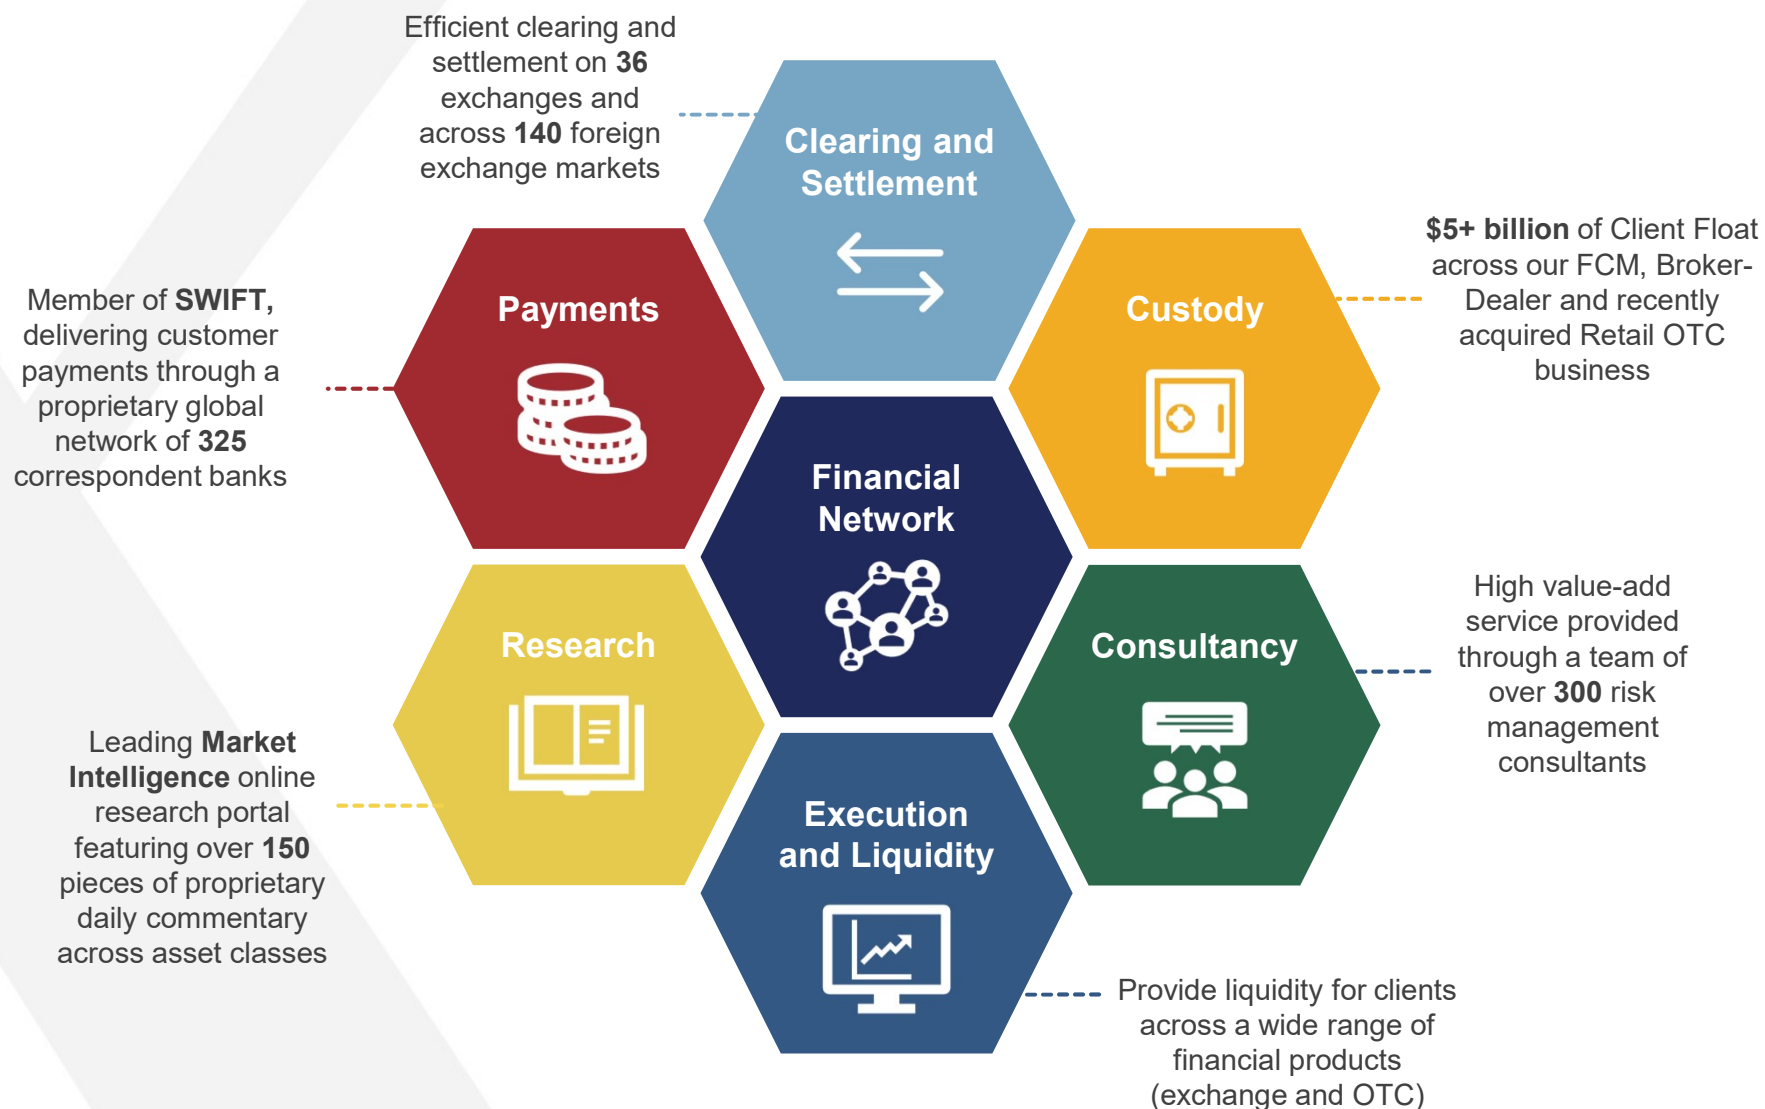 Efficient clearing and
settlement on 36
exchanges and
across 140 foreign
exchange markets
Clearing and
Settlement
$5+ billion of Client Float
across our FCM, Broker-
Dealer and recently
acquired Retail OTC
business
Custody
Payments
Member of SWIFT,
delivering customer
payments through a
proprietary global
network of 325
correspondent banks
Financial
Network
High value-add
service provided
through a team of
over 300 risk
management
consultants
Consultancy
Research
Leading Market
Intelligence online
research portal
featuring over 150
pieces of proprietary
daily commentary
across asset classes
Execution
and Liquidity
Provide liquidity for clients
across a wide range of
financial products
(exchange and OTC)